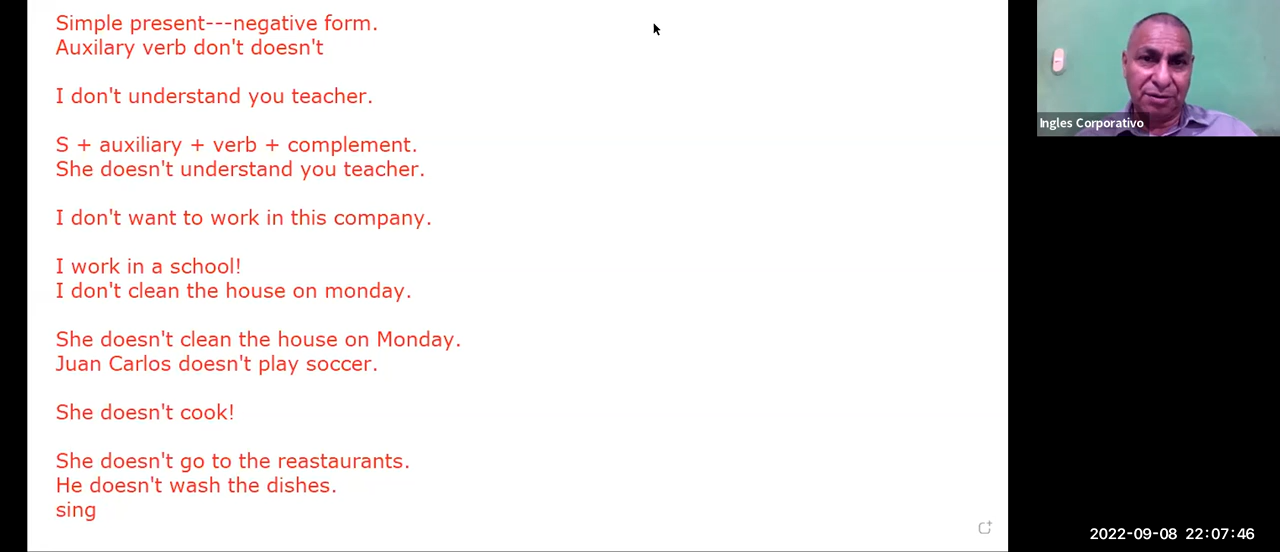 Simple present---negative form.
Auxilary verb don't doesn't
I don't understand you teacher.
S + auxiliary + verb + complement.
She doesn't understand you teacher.
I don't want to work in this company.
I work in a school!
I don't clean the house on monday.
She doesn't clean the house on Monday.
Juan Carlos doesn't play soccer.
She doesn't cook!
She doesn't go to the reastaurants.
He doesn't wash the dishes.
sing
Ingles Corporativo
2022-09-08 22:07:46